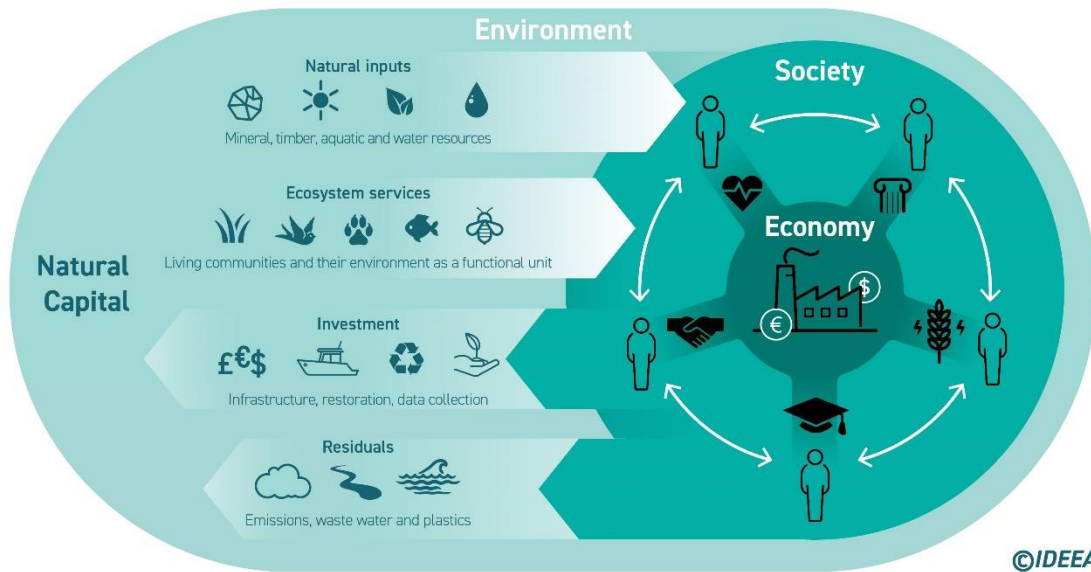 Environment
Natural inputs
Mineral, timber, aquatic and water resources
Ecosystem services
Living communities and their environment as a functional unit
Natural
Capital
Investment
£€$
Infrastructure, restoration, data collection
Residuals
Emissions, waste water and plastics
Society
Economy
$
€
©IDEEA